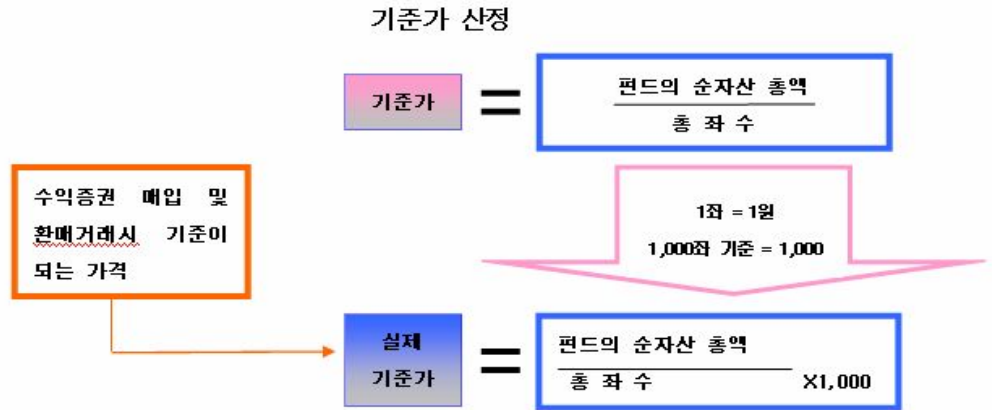 기준가 산정
기준가 =
펀드의 순자산 총액
총 좌 수
수익증권 매입 및
환매거래시 기준이
되는 가격
1좌 = 1원
1,000좌 기준 = 1,000
실제
기준가 =
펀드의 순자산 총액
총 좌 수 X1,000